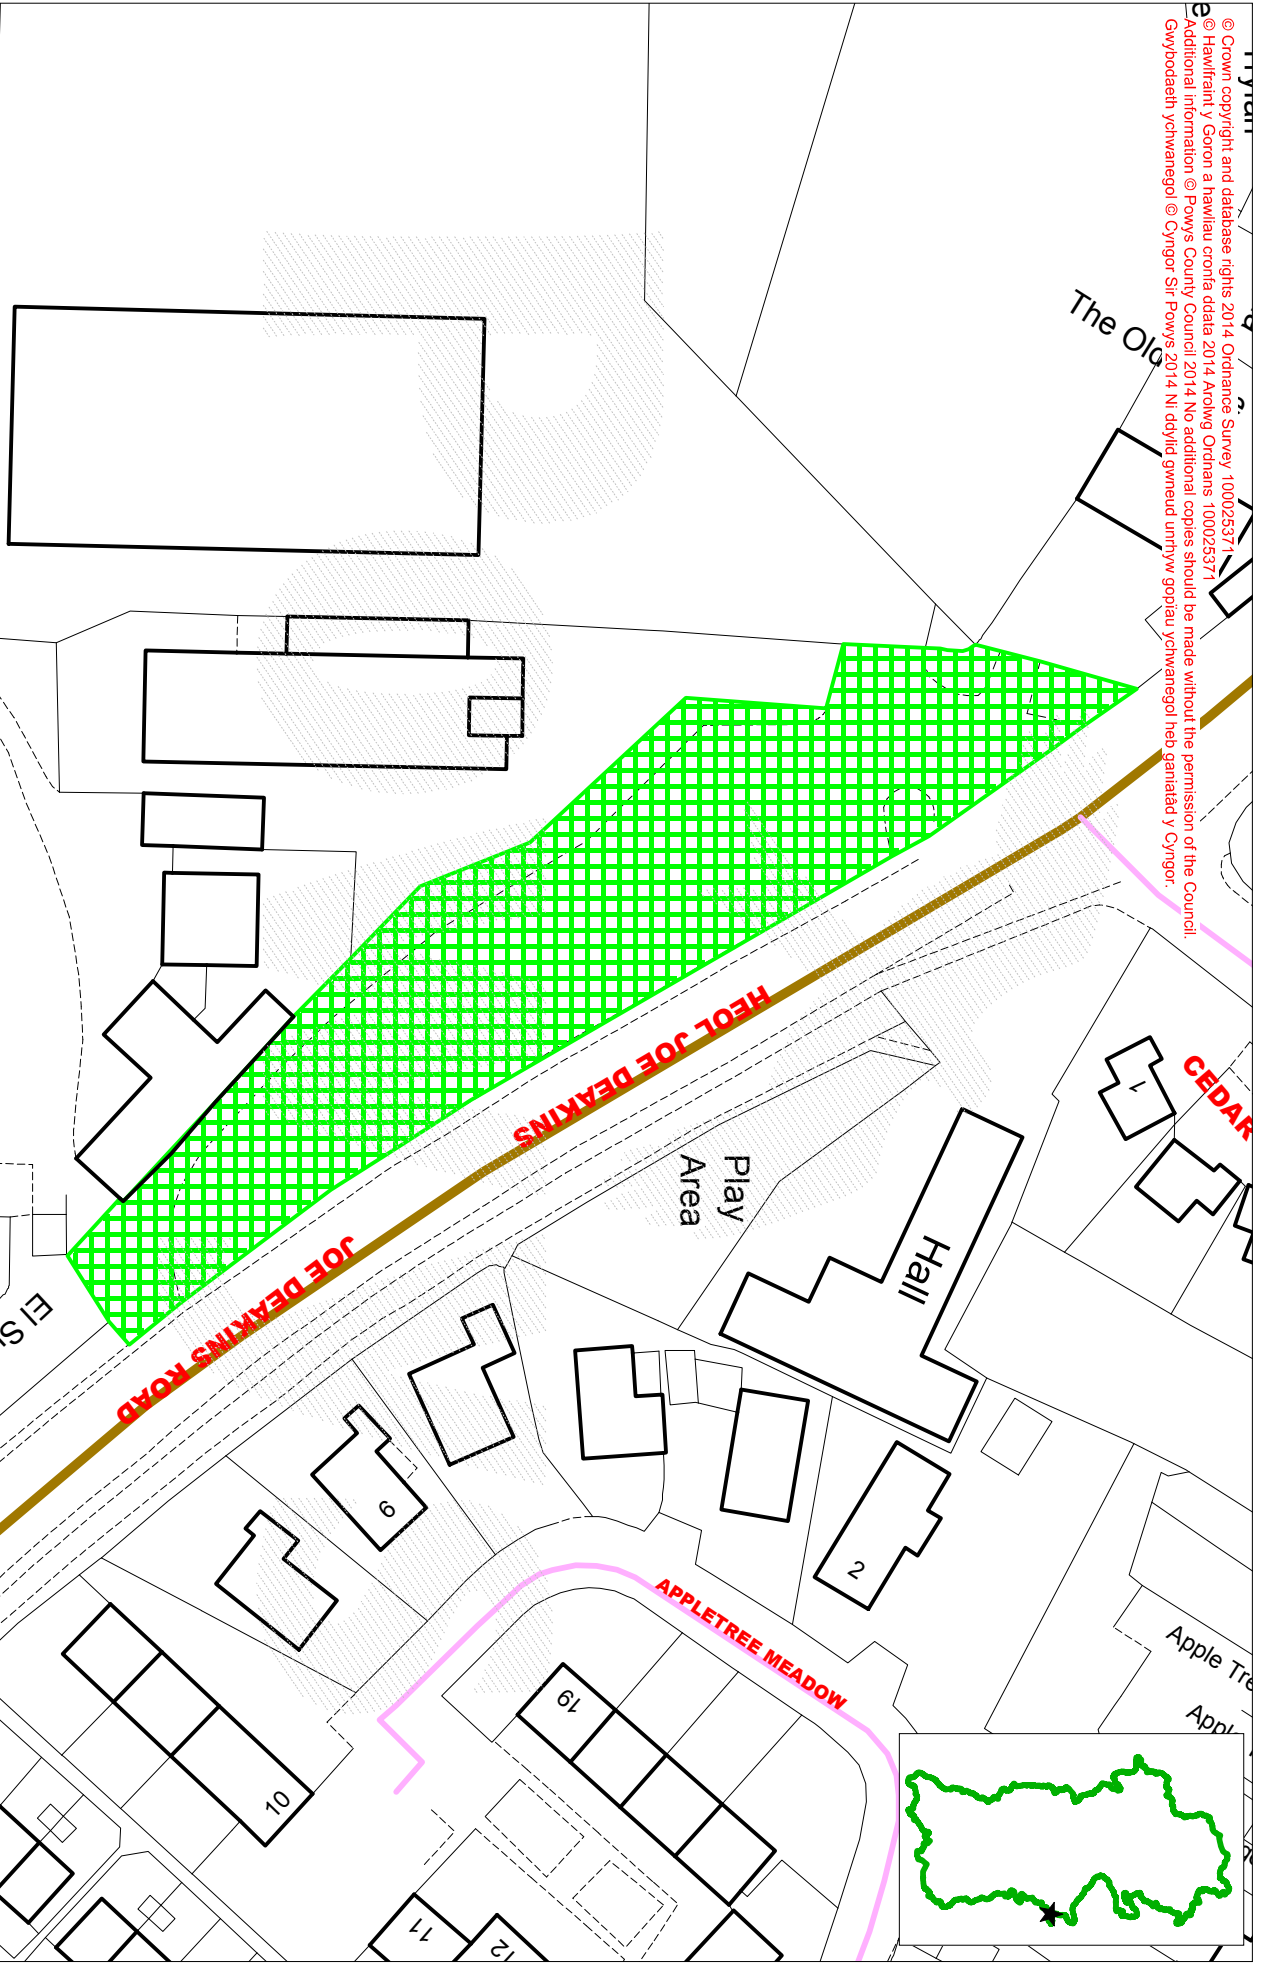 © Crown copyright and database rights 2014 Ordnance Survey 100025371
© Hawlfraint y Goron a hawliau cronfa ddata 2014 Arolwg Ordnans 100025371
Additional information © Powys County Council 2014 No additional copies should be made without the permission of the Council.
Gwybodaeth ychwanegol © Cyngor Sir Powys 2014 Ni ddylid gwneud unrhyw gopiau ychwanegol heb ganiatâd y Cyngor.
The Old
HEOL JOE DEAKINS
JOE DEAKINS ROAD
CEDAR
1
Play
Area
Hall
El S
6
2
APPLETREE MEADOW
19
10
11
12
Apple Tre
Appl